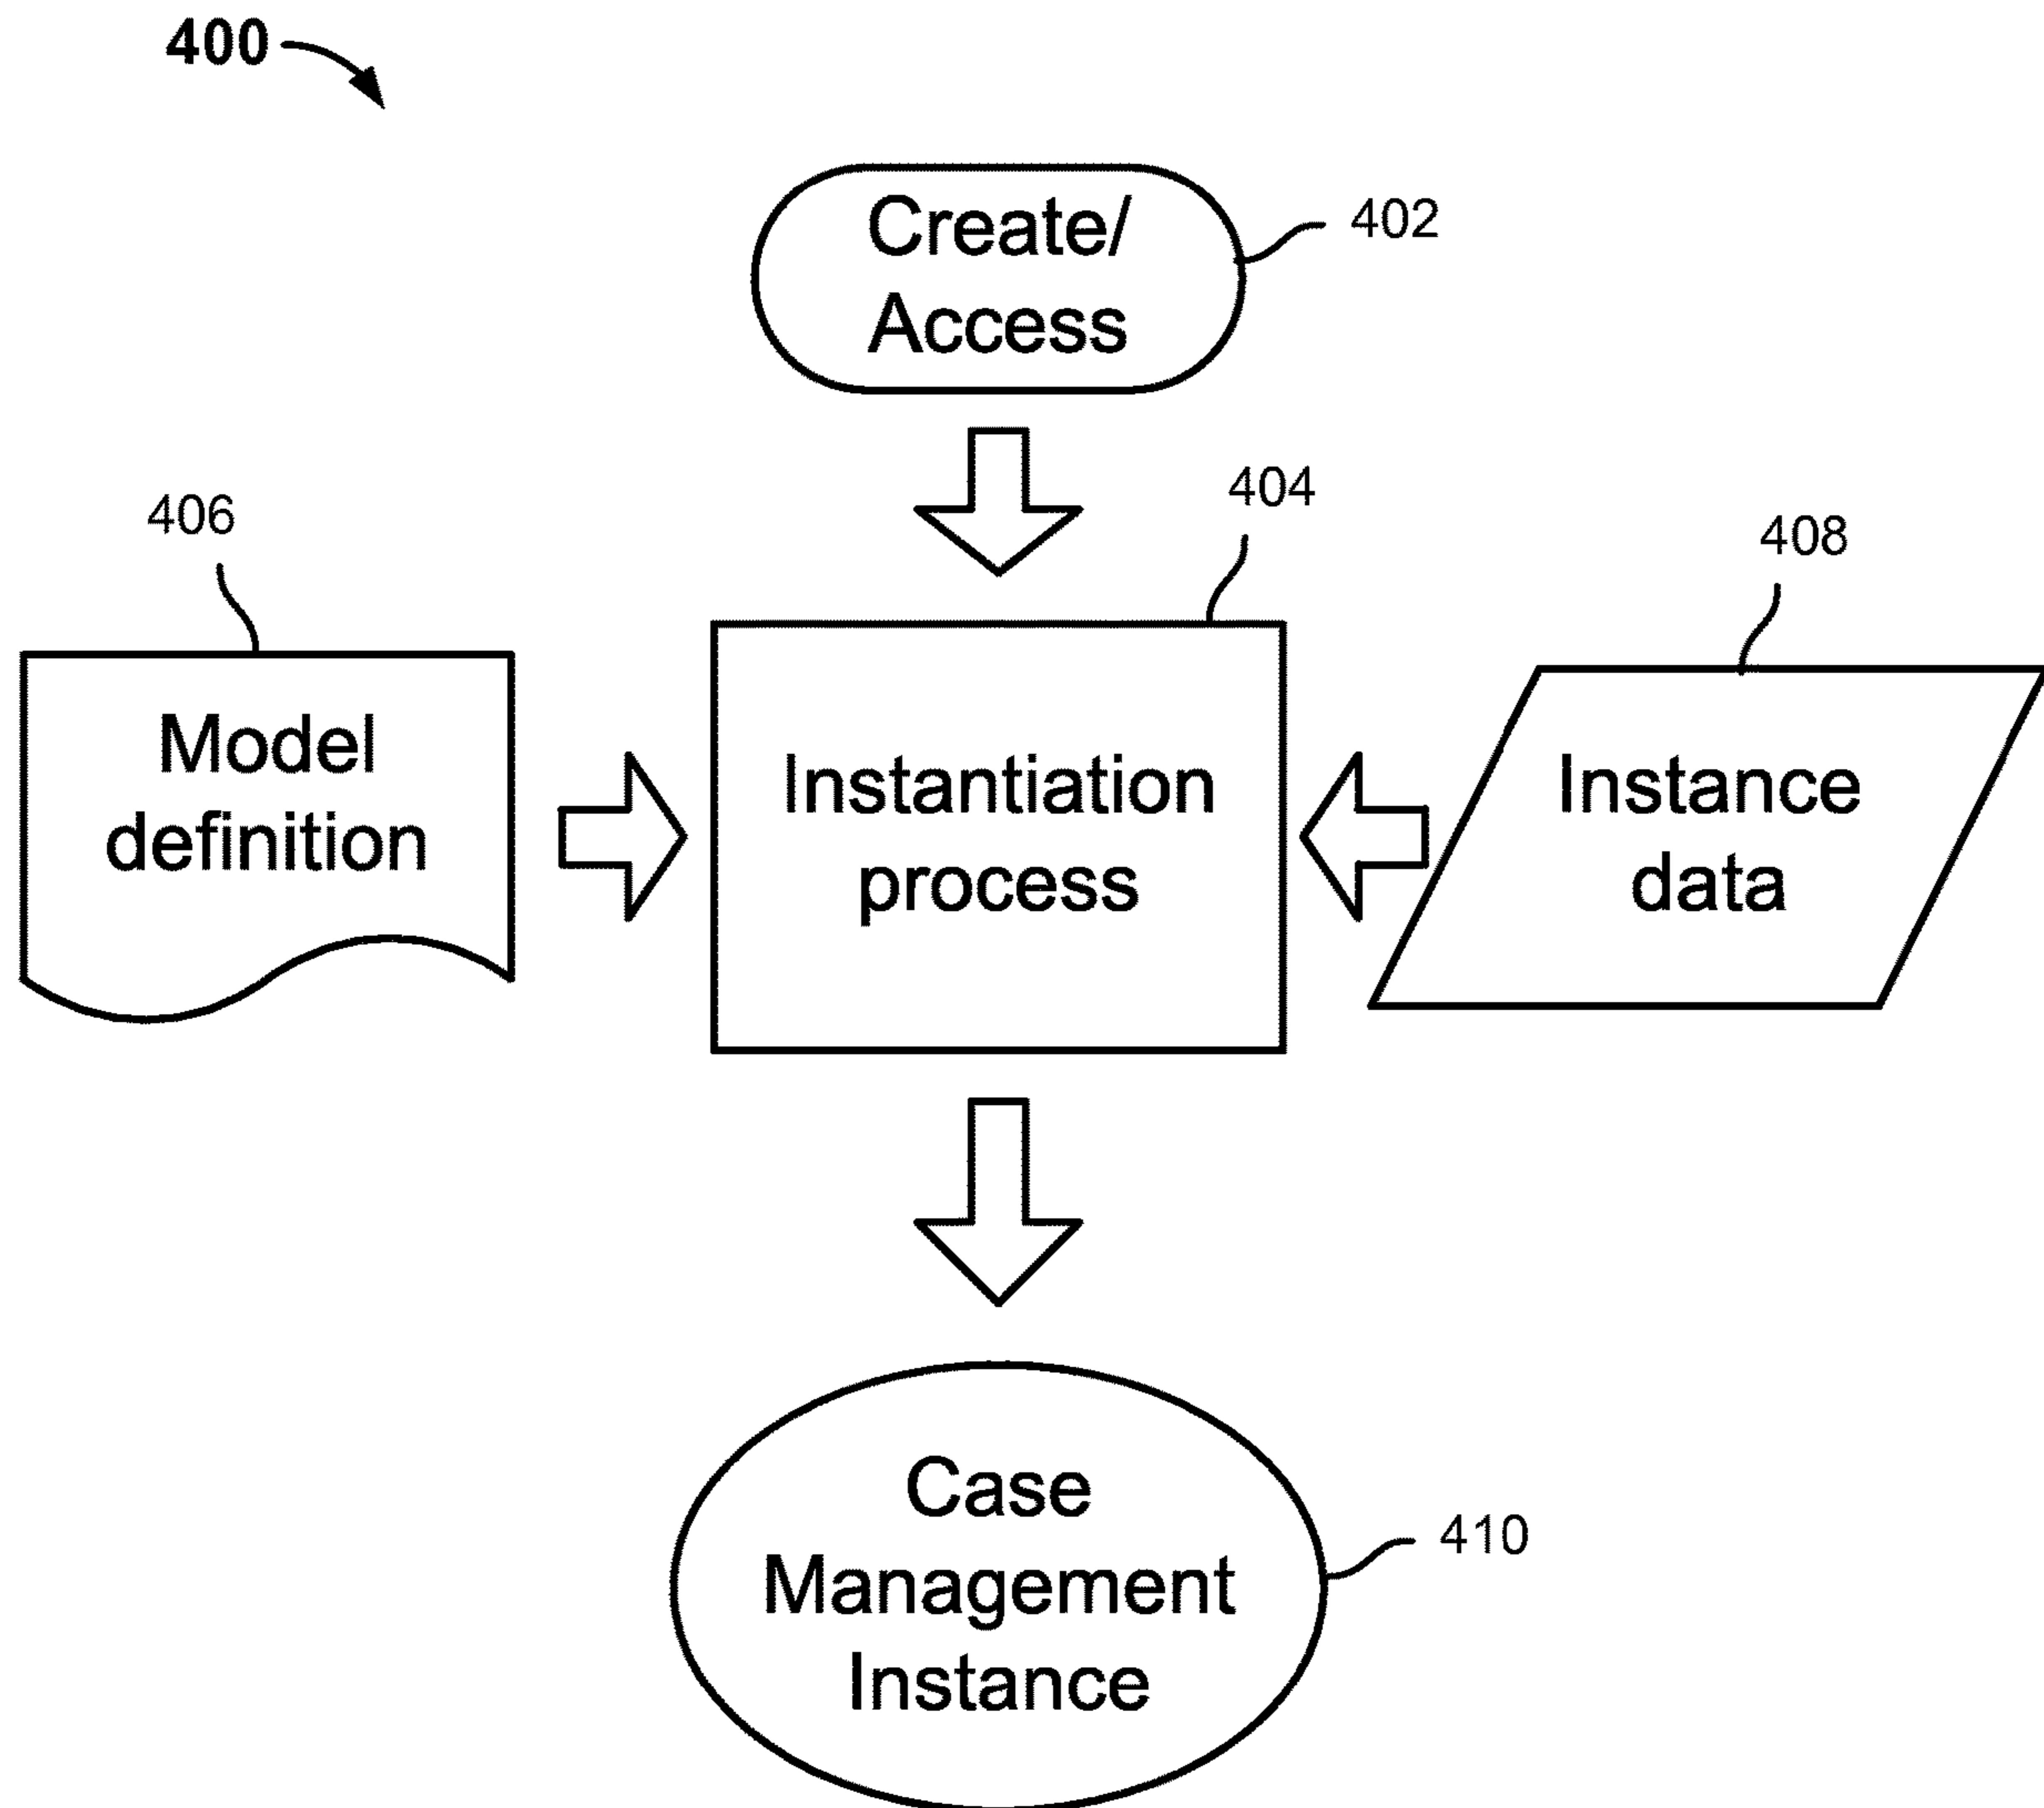 400
Create/
Access
402
404
406
408
Model
definition
Instantiation
process
Instance
data
Case
Management
Instance
410